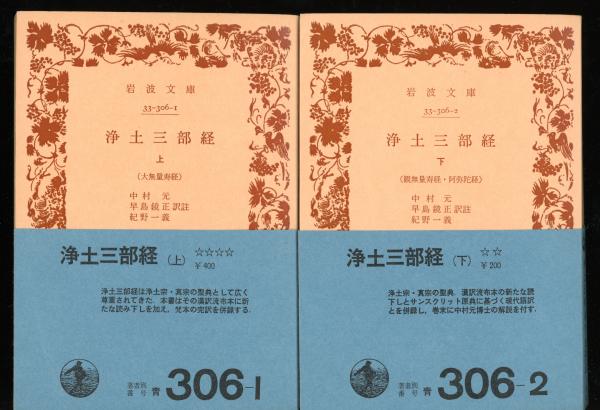 岩波文庫
33-306-1
浄土三部経
上
(大無量寿経)
中村 元
早島鏡正訳註
紀野一義
浄土三部経(上) ☆☆☆☆
¥400
浄土三部経は浄土宗・真宗の聖典として広く
尊重されてきた. 本書はその漢訳流布本に新
たな読み下しを加え, 梵本の完訳を併録する.
著者別
番号 青 306-1
岩波文庫
33-306-2
浄土三部経
下
(観無量寿経・阿弥陀経)
中村 元
早島鏡正訳註
紀野一義
浄土三部経(下) ☆☆
¥200
浄土宗・真宗の聖典. 漢訳流布本の新たな読
下しとサンスクリット原典に基づく現代語訳
とを併録し, 巻末に中村元博士の解説を付す.
著者別
番号 青 306-2